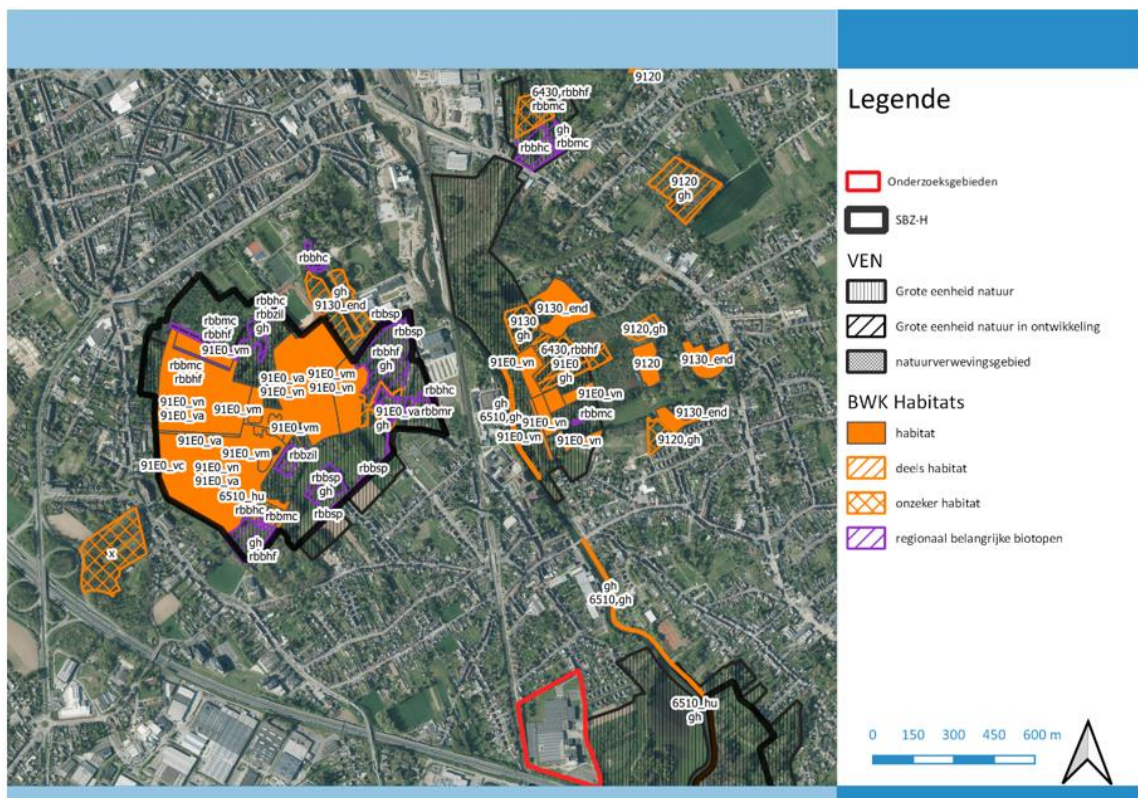 9120
6430,rbbhf
rbbmc
gh
rbbhc
rbbmc
9120
gh
rbbhc
gh
9130_end
rbbhc
rbbzil
gh
rbbmc
rbbhf
91E0_vm
rbbsp
rbbsp
rbbhf
gh
rbbmc
rbbhf
91E0_vm
91E0_va
91E0_vn
91E0_vn
91E0_vn
91E0_va
91E0_vm
rbbhc
91E0_va
rbbmr
gh
91E0_vm
91E0_va
91E0_vm
91E0_vc
91E0_vn
91E0_va
rbbzil
rbbsp
rbbsp
gh
rbbsp
6510_hu
rbbhc
rbbmc
gh
rbbhf
x
9130_end
9130
gh
9120,gh
6430,rbbhf
91E0
gh
91E0_vn
9120
9130_end
91E0_vn
gh
6510,gh
91E0_vn
rbbmc
91E0_vn
91E0_vn
9130_end
9120,gh
gh
6510,gh
6510_hu
gh
Legende
Onderzoeksgebieden
SBZ-H
VEN
Grote eenheid natuur
Grote eenheid natuur in ontwikkeling
natuurverwevingsgebied
BWK Habitats
habitat
deels habitat
onzeker habitat
regionaal belangrijke biotopen
0 150 300 450 600 m